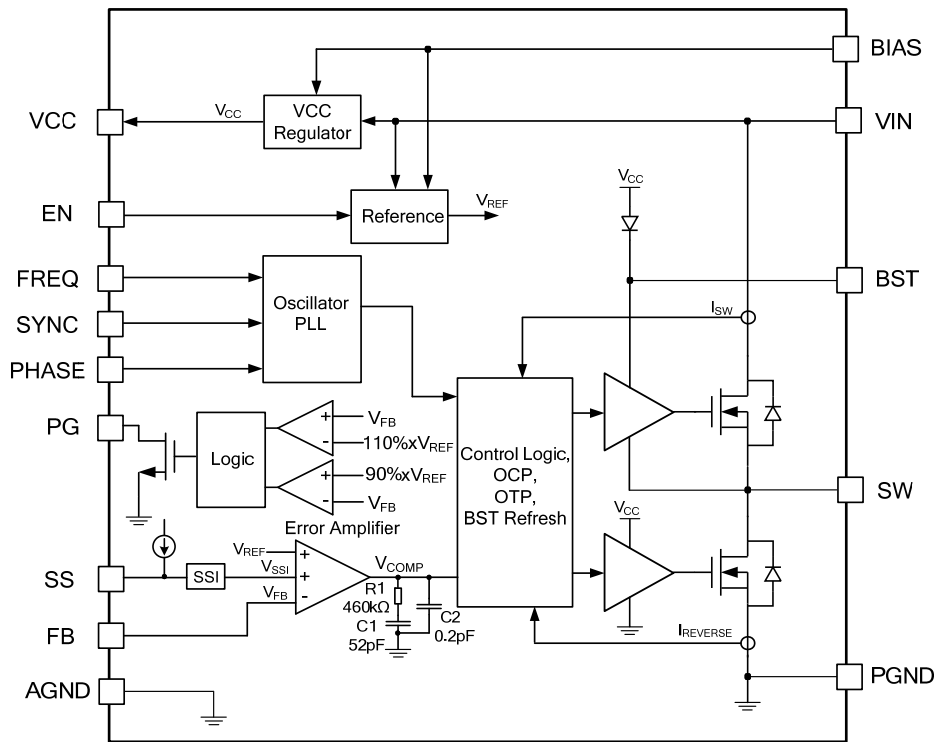 BIAS
VCC
VCC
VCC
Regulator
VIN
EN
Reference
VREF
VCC
FREQ
SYNC
PHASE
Oscillator
PLL
BST
ISW
PG
Logic
+
VFB
-
110%xVREF
+
90%xVREF
-
VFB
Control Logic,
OCP,
OTP,
BST Refresh
SW
Error Amplifier
VCC
SS
SSI
VREF
+
VSSI
+
VFB
-
VCOMP
R1
460kΩ
C1
52pF
C2
0.2pF
FB
IREVERSE
AGND
PGND